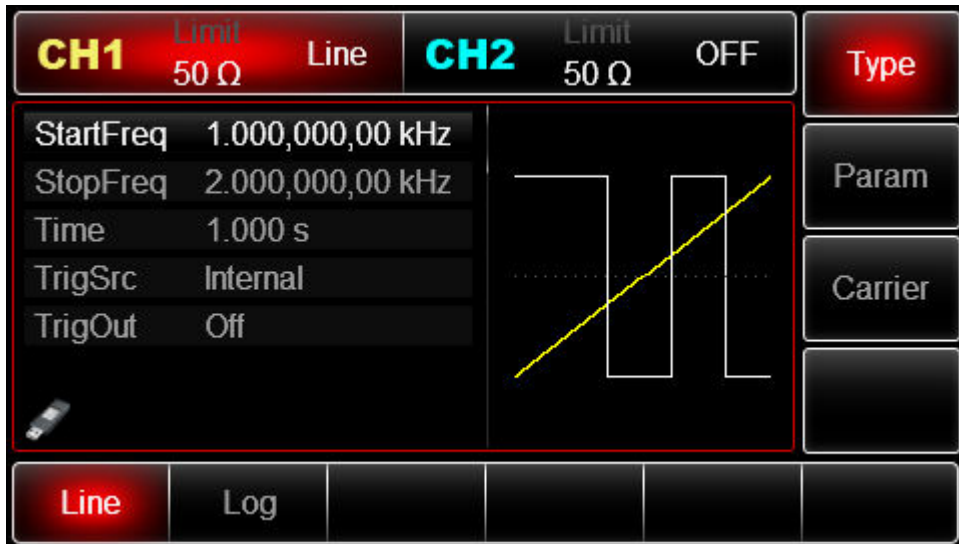 CH1 Limit 50 Ω Line CH2 Limit 50 Ω OFF
Type
StartFreq 1.000,000,00 kHz
StopFreq 2.000,000,00 kHz
Param
Time 1.000 s
TrigSrc Internal
Carrier
TrigOut Off
Line Log